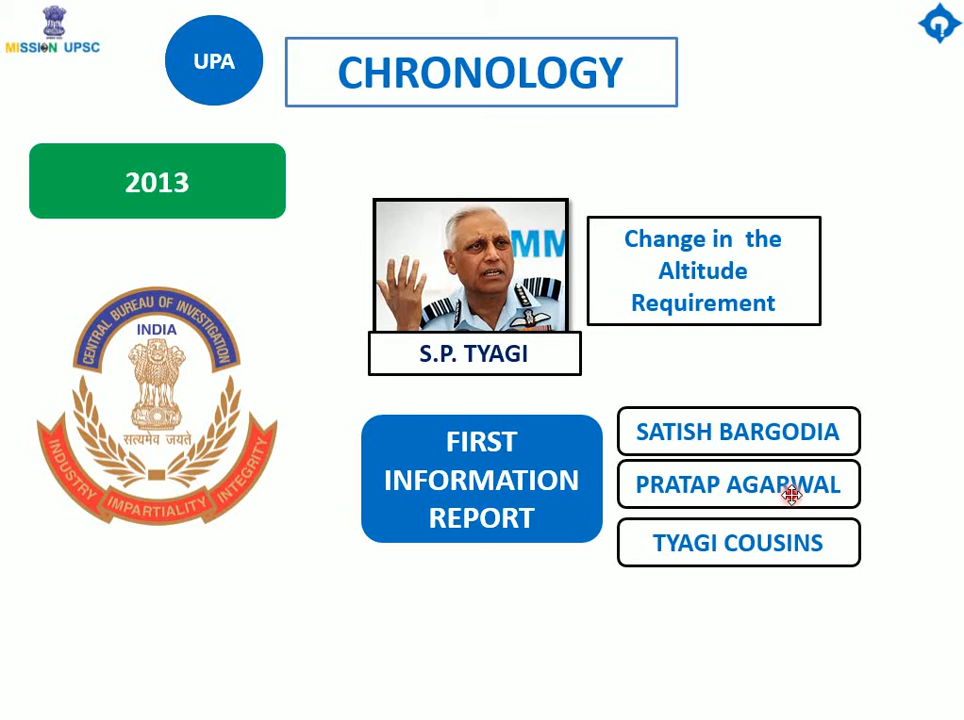 MISSION UPSC
UPA
CHRONOLOGY
2013
MM
S.P. TYAGI
Change in the
Altitude
Requirement
CENTRAL BUREAU OF INVESTIGATION
INDIA
सत्यमेव जयते
INDUSTRY IMPARTIALITY INTEGRITY
FIRST
INFORMATION
REPORT
SATISH BARGODIA
PRATAP AGARWAL
TYAGI COUSINS